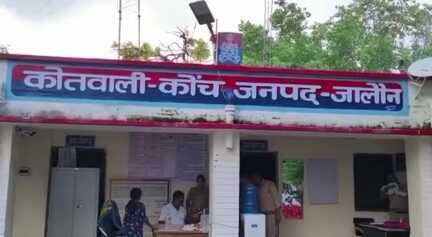 कोतवाली-कोंच जनपद-जालौन